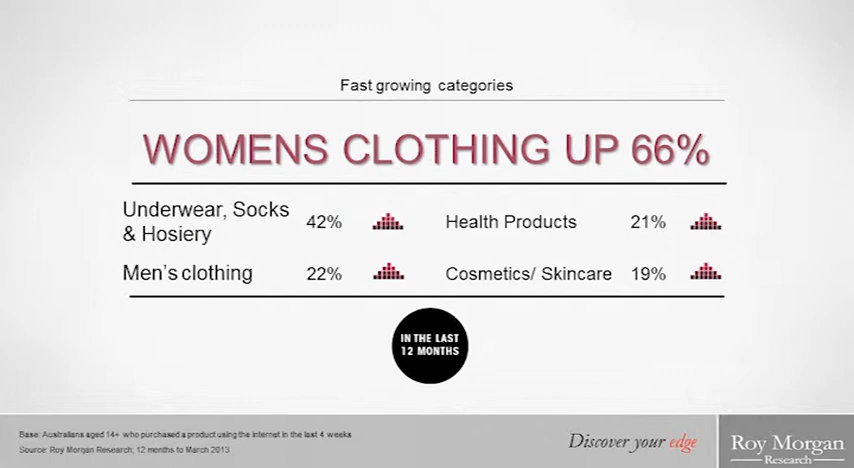 Fast growing categories
WOMENS CLOTHING UP 66%
Underwear, Socks
& Hosiery
42%
Health Products
21%
Men's clothing
22%
Cosmetics/ Skincare
19%
IN THE LAST
12 MONTHS
Base: Australians aged 14+ who purchased a product using the internet in the last 4 weeks
Source: Roy Morgan Research; 12 months to March 2013
Discover your edge
Roy Morgan
Research